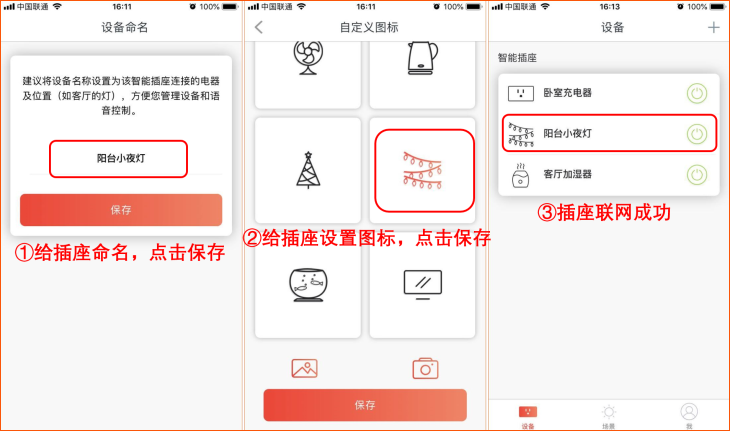 中国联通
16:11
100%
设备命名
建议将设备名称设置为该智能插座连接的电器
及位置（如客厅的灯），方便您管理设备和语
音控制。
阳台小夜灯
保存
①给插座命名，点击保存
中国联通
16:11
100%
自定义图标
②给插座设置图标，点击保存
保存
中国联通
16:13
100%
设备
智能插座
卧室充电器
阳台小夜灯
客厅加湿器
③插座联网成功
设备
场景
我